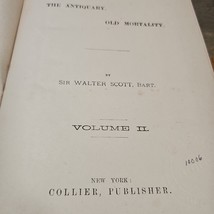 THE ANTIQUARY.
OLD MORTALITY.
BY
SIR WALTER SCOTT, BART.
VOLUME II.
NEW YORK:
COLLIER, PUBLISHER.